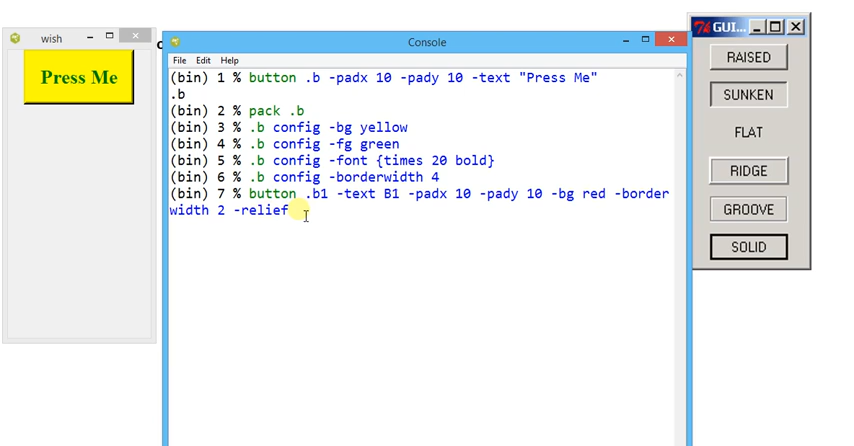 wish
Press Me
Console
File Edit Help
(bin) 1 % button .b -padx 10 -pady 10 -text "Press Me"
.b
(bin) 2 % pack .b
(bin) 3 % .b config -bg yellow
(bin) 4 % .b config -fg green
(bin) 5 % .b config -font {times 20 bold}
(bin) 6 % .b config -borderwidth 4
(bin) 7 % button .b1 -text B1 -padx 10 -pady 10 -bg red -border
width 2 -relief
GUI...
RAISED
SUNKEN
FLAT
RIDGE
GROOVE
SOLID